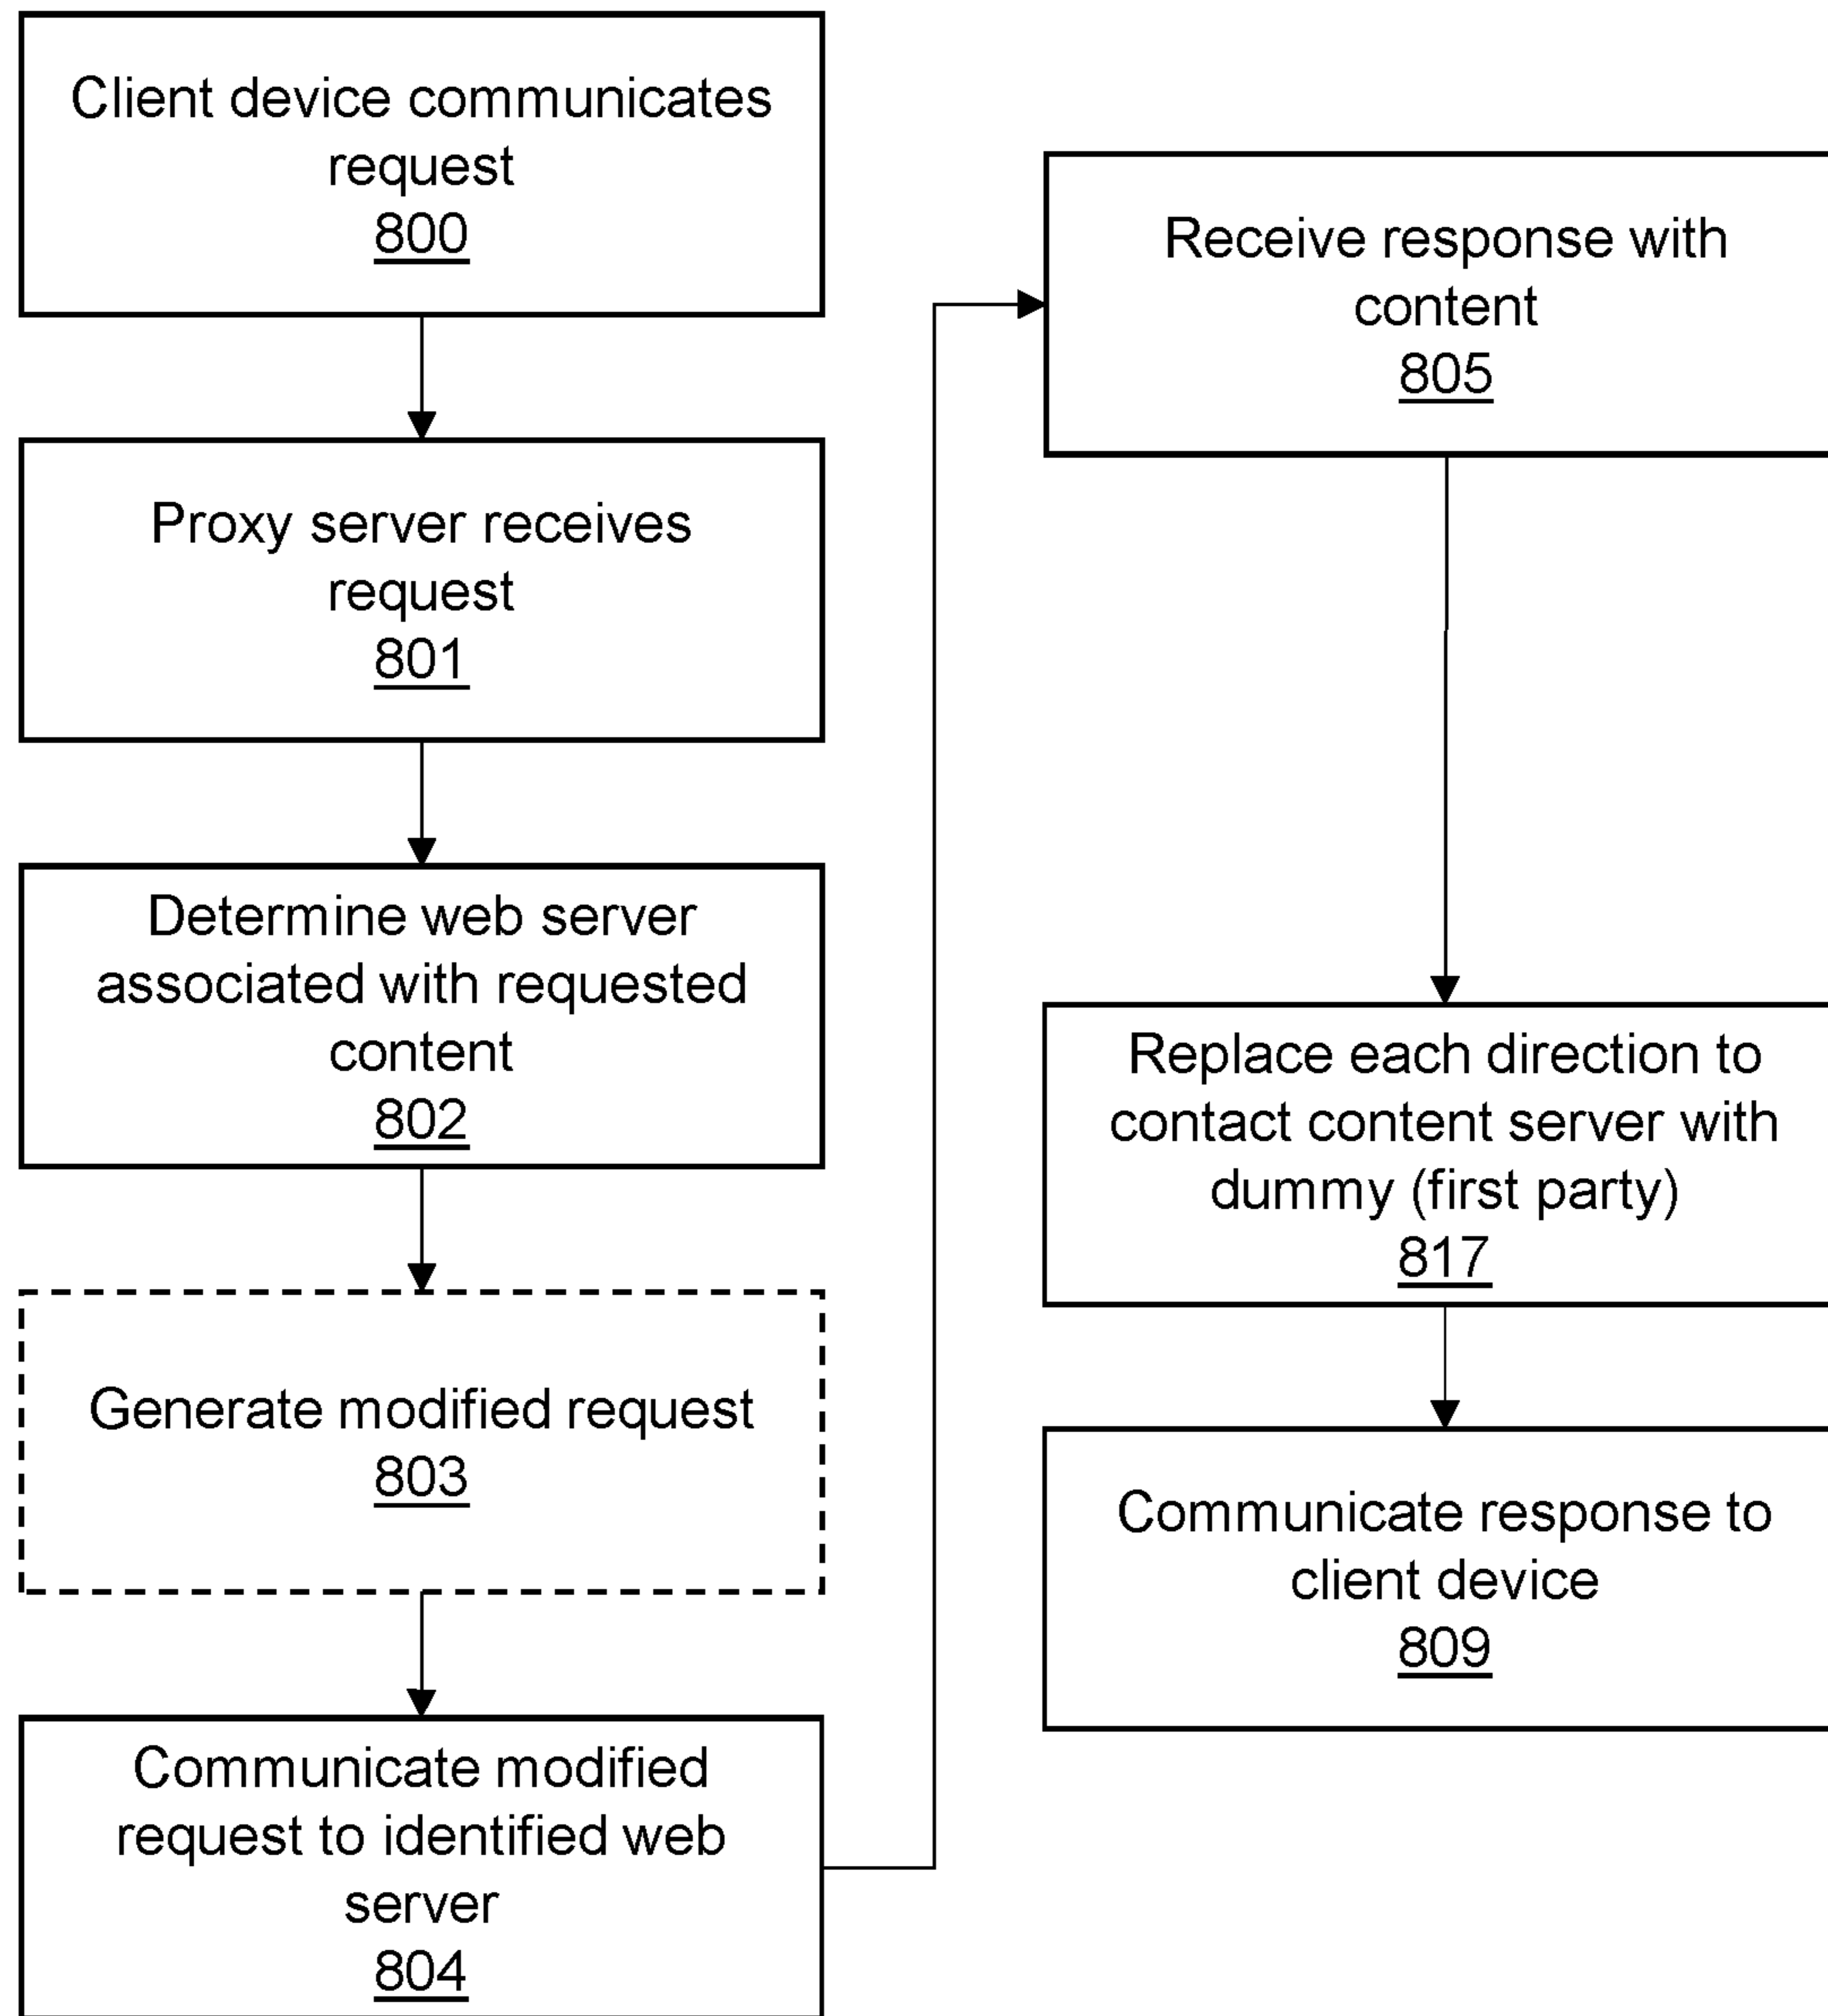 Client device communicates
request
800
Proxy server receives
request
801
Determine web server
associated with requested
content
802
Generate modified request
803
Communicate modified
request to identified web
server
804
Receive response with
content
805
Replace each direction to
contact content server with
dummy (first party)
817
Communicate response to
client device
809